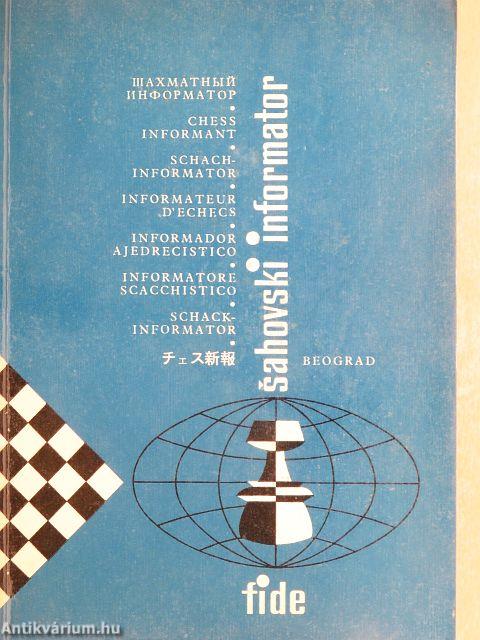 ШАХМАТНЫЙ
ИНФОРМАТОР
CHESS
INFORMANT
SCHACH-
INFORMATOR
INFORMATEUR
D'ECHECS
INFORMADOR
AJEDRECISTICO
INFORMATORE
SCACCHISTICO
SCHACK-
INFORMATOR
チェス新報
šahovski informator
BEOGRAD
fide
Antikvárium.hu